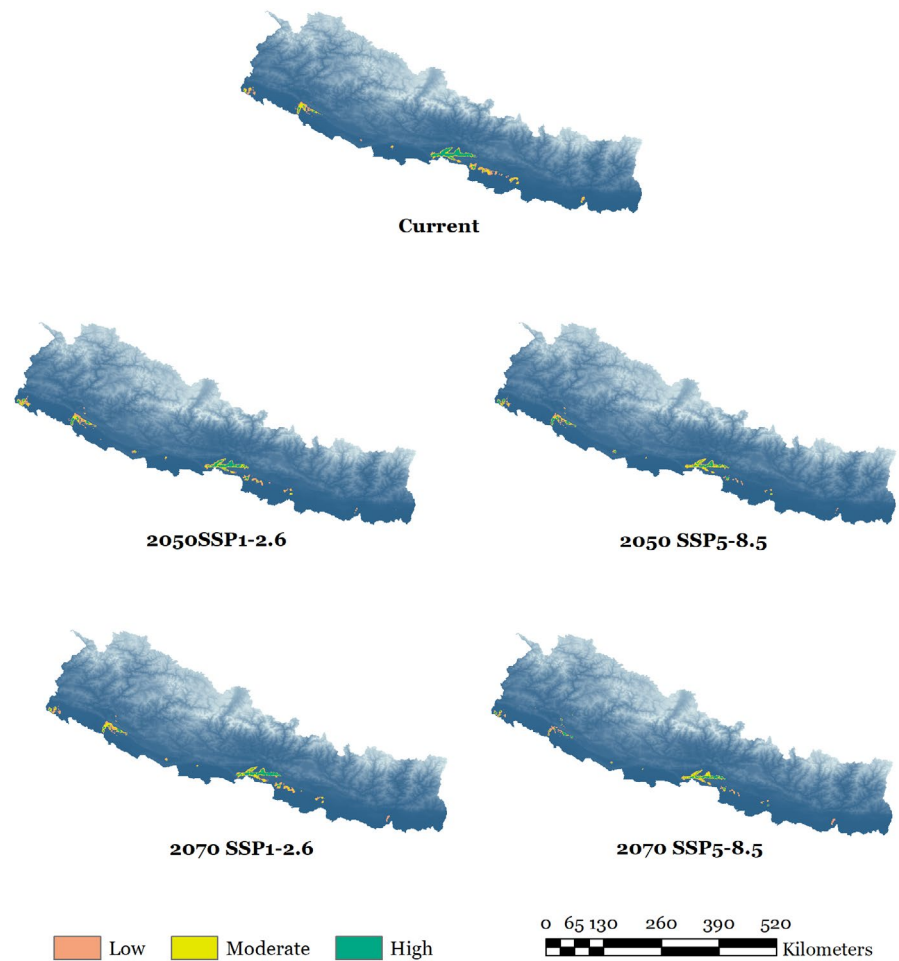 Current
2050SSP1-2.6
2050 SSP5-8.5
2070 SSP1-2.6
2070 SSP5-8.5
Low Moderate High
0 65 130 260 390 520
Kilometers